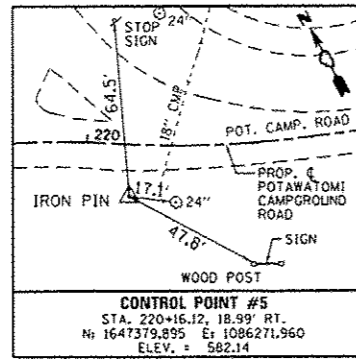 STOP
SIGN
24'
N
64.5'
18" CMP
220
POT. CAMP. ROAD
17.1'
IRON PIN
24"
PROP. ℄
POTAWATOMI
CAMPGROUND
ROAD
47.8'
SIGN
WOOD POST
CONTROL POINT #5
STA. 220+16.12, 18.99' RT.
N: 1647379.895 E: 1086271.960
ELEV. = 582.14